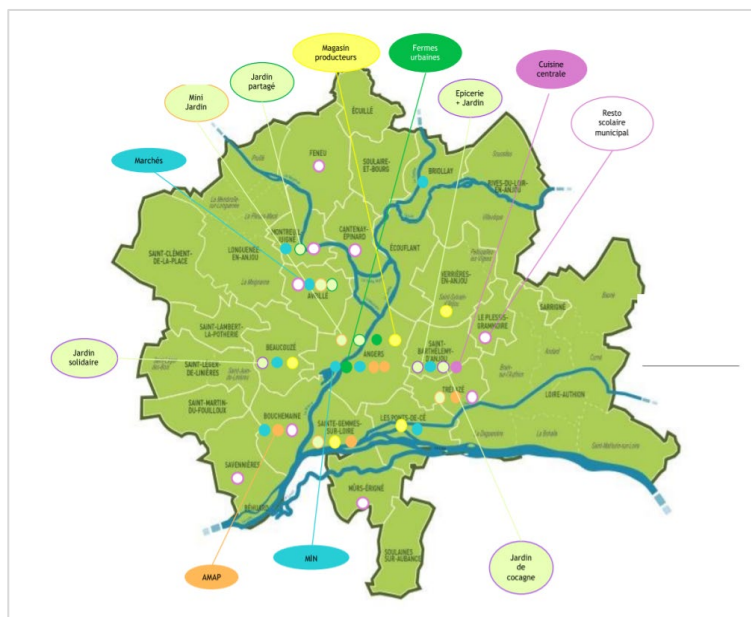 Magasin
producteurs
Fermes
urbaines
Cuisine
centrale
Jardin
partagé
Epicerie
+ Jardin
Mini
Jardin
Resto
scolaire
municipal
Marchés
ÉCUILLÉ
FENEU
SOULAIRE-
ET-BOURG
BRIOLLAY
RIVES-DU-LOIR-
EN-ANJOU
MONTREUIL-
JUIGNÉ
CANTENAY-
ÉPINARD
ÉCOUFLANT
LONGUENÉE-
EN-ANJOU
SAINT-CLÉMENT-
DE-LA-PLACE
La Meignanne
AVRILLÉ
VERRIÈRES-
EN-ANJOU
SARRIGNÉ
LE PLESSIS-
GRAMMOIRE
SAINT-LAMBERT-
LA-POTHERIE
BEAUCOUZÉ
ANGERS
SAINT-
BARTHÉLEMY-
D'ANJOU
Jardin
solidaire
SAINT-LÉGER-
DE-LINIÈRES
TRÉLAZÉ
LOIRE-AUTHION
SAINT-MARTIN-
DU-FOUILLOUX
BOUCHEMAINE
SAINTE-GEMMES-
SUR-LOIRE
LES PONTS-DE-CÉ
SAVENNIÈRES
MÛRS-ÉRIGNÉ
BÉHUARD
SOULAINES-
SUR-AUBANCE
AMAP
MIN
Jardin
de
cocagne